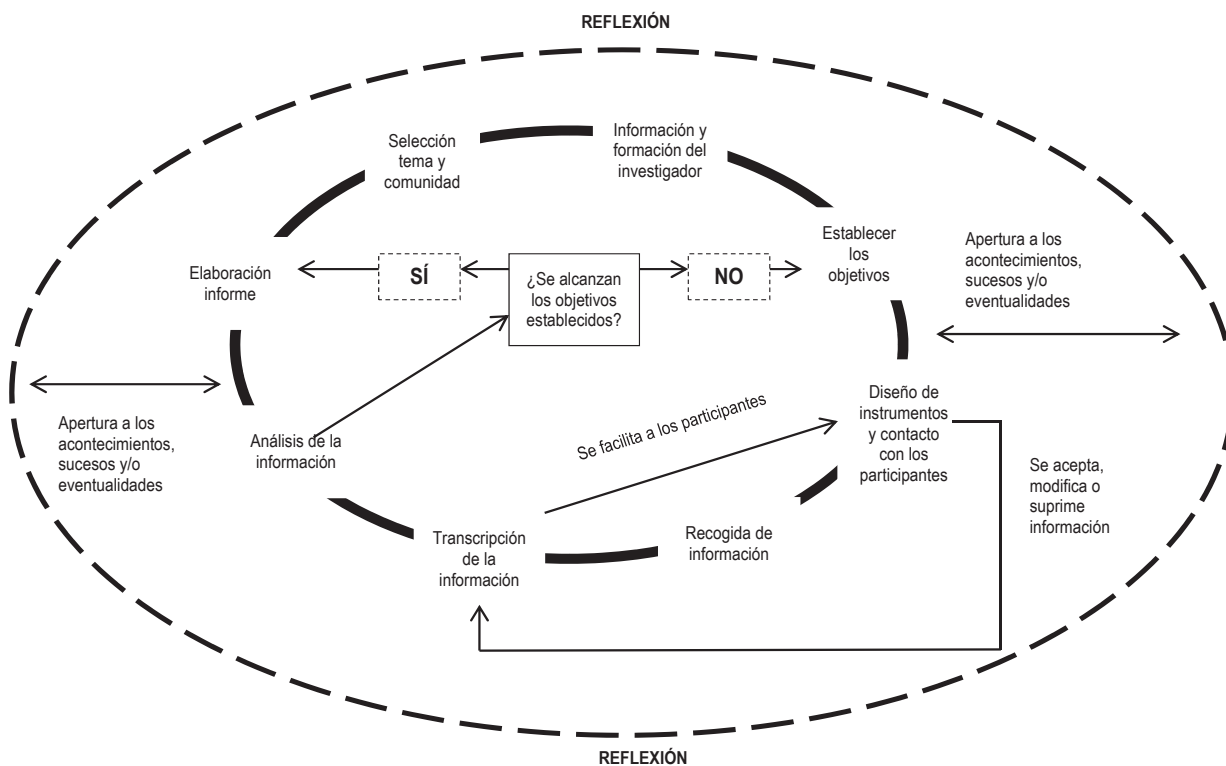 REFLEXIÓN
Selección
tema y
comunidad
Información y
formación del
investigador
Establecer
los
objetivos
Apertura a los
acontecimientos,
sucesos y/o
eventualidades
Elaboración
informe
SÍ
¿Se alcanzan
los objetivos
establecidos?
NO
Apertura a los
acontecimientos,
sucesos y/o
eventualidades
Análisis de la
información
Se facilita a los participantes
Diseño de
instrumentos
y contacto
con los
participantes
Se acepta,
modifica o
suprime
información
Transcripción
de la
información
Recogida de
información
REFLEXIÓN